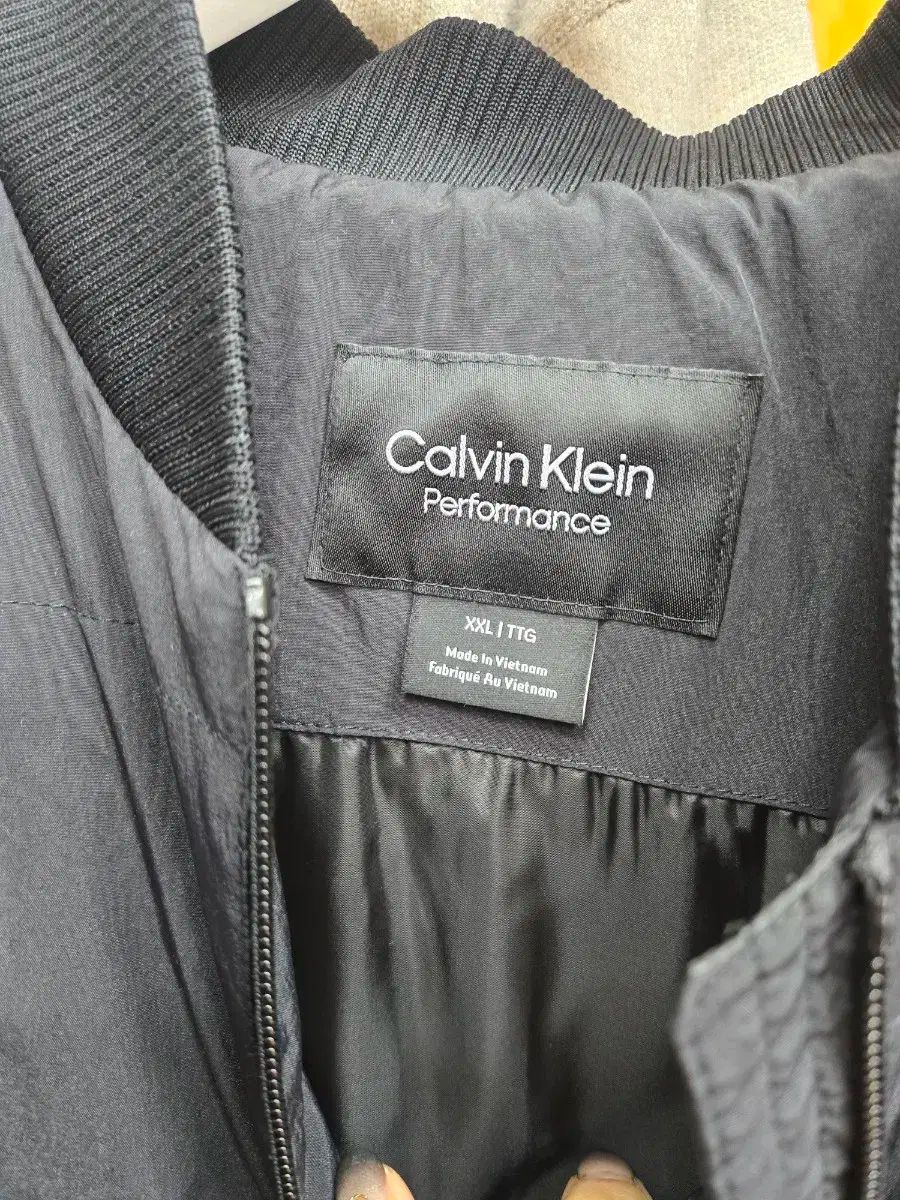 Calvin Klein
Performance
XXL | TTG
Made In Vietnam
Fabriqué Au Vietnam